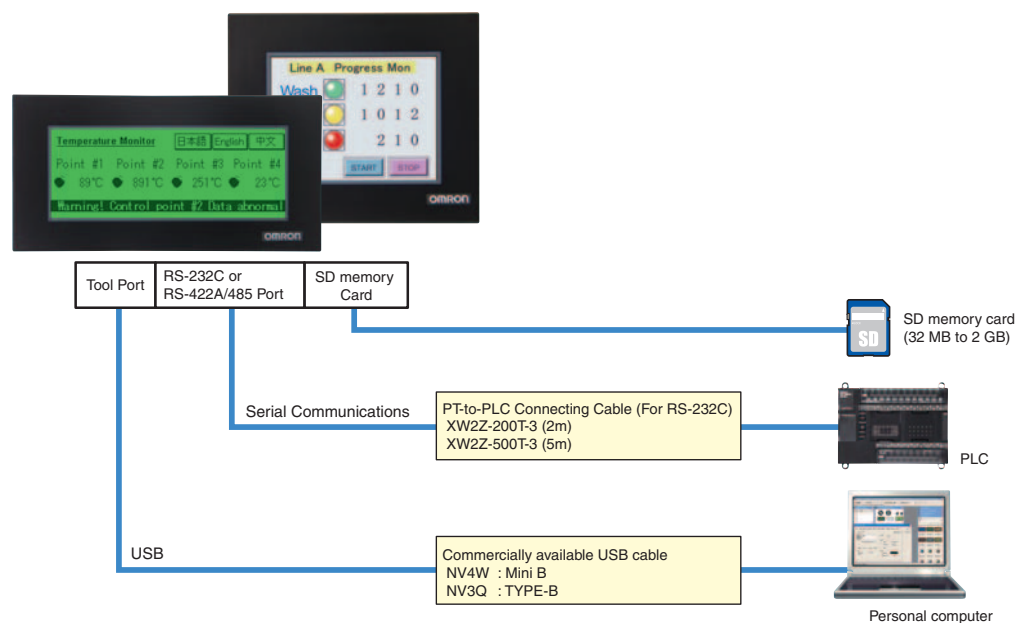 Line A Progress Mon
Wash 1 2 1 0
1 0 1 2
2 1 0
START STOP
OMRON
Temperature Monitor 日本語 English 中文
Point #1 Point #2 Point #3 Point #4
89℃ 891℃ 251℃ 23℃
Warning! Control point #2 Data abnormal
OMRON
Tool Port
RS-232C or
RS-422A/485 Port
SD memory
Card
SD
SD memory card
(32 MB to 2 GB)
Serial Communications
PT-to-PLC Connecting Cable (For RS-232C)
XW2Z-200T-3 (2m)
XW2Z-500T-3 (5m)
PLC
USB
Commercially available USB cable
NV4W : Mini B
NV3Q : TYPE-B
Personal computer